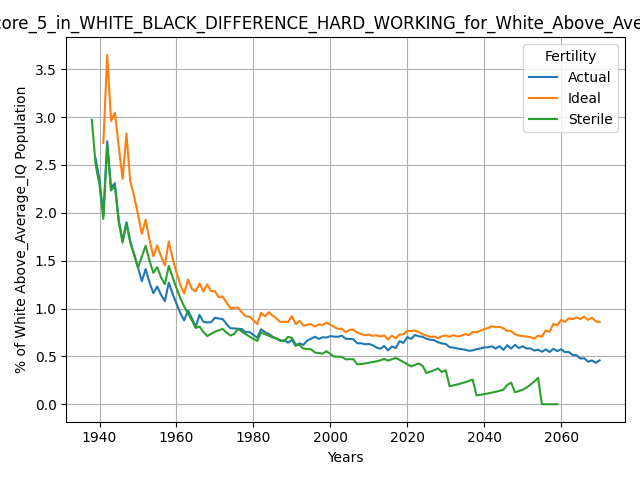 core_5_in_WHITE_BLACK_DIFFERENCE_HARD_WORKING_for_White_Above_Ave
Fertility
Actual
Ideal
Sterile
% of White Above_Average_IQ Population
3.5
3.0
2.5
2.0
1.5
1.0
0.5
0.0
1940 1960 1980 2000 2020 2040 2060
Years